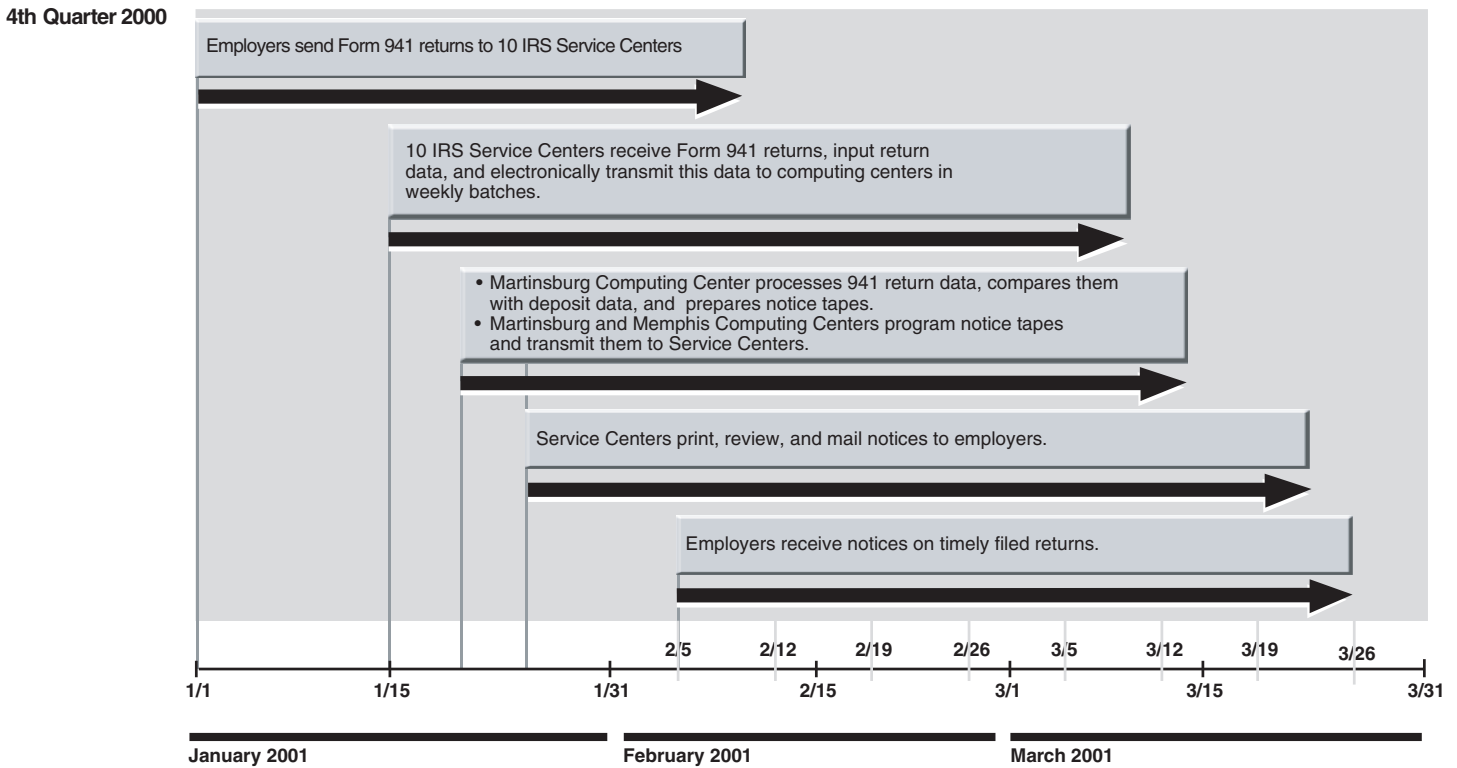 4th Quarter 2000
Employers send Form 941 returns to 10 IRS Service Centers
10 IRS Service Centers receive Form 941 returns, input return
data, and electronically transmit this data to computing centers in
weekly batches.
• Martinsburg Computing Center processes 941 return data, compares them
with deposit data, and prepares notice tapes.
• Martinsburg and Memphis Computing Centers program notice tapes
and transmit them to Service Centers.
Service Centers print, review, and mail notices to employers.
Employers receive notices on timely filed returns.
2/5 2/12 2/19 2/26 3/5 3/12 3/19 3/26
1/1 1/15 1/31 2/15 3/1 3/15 3/31
January 2001 February 2001 March 2001